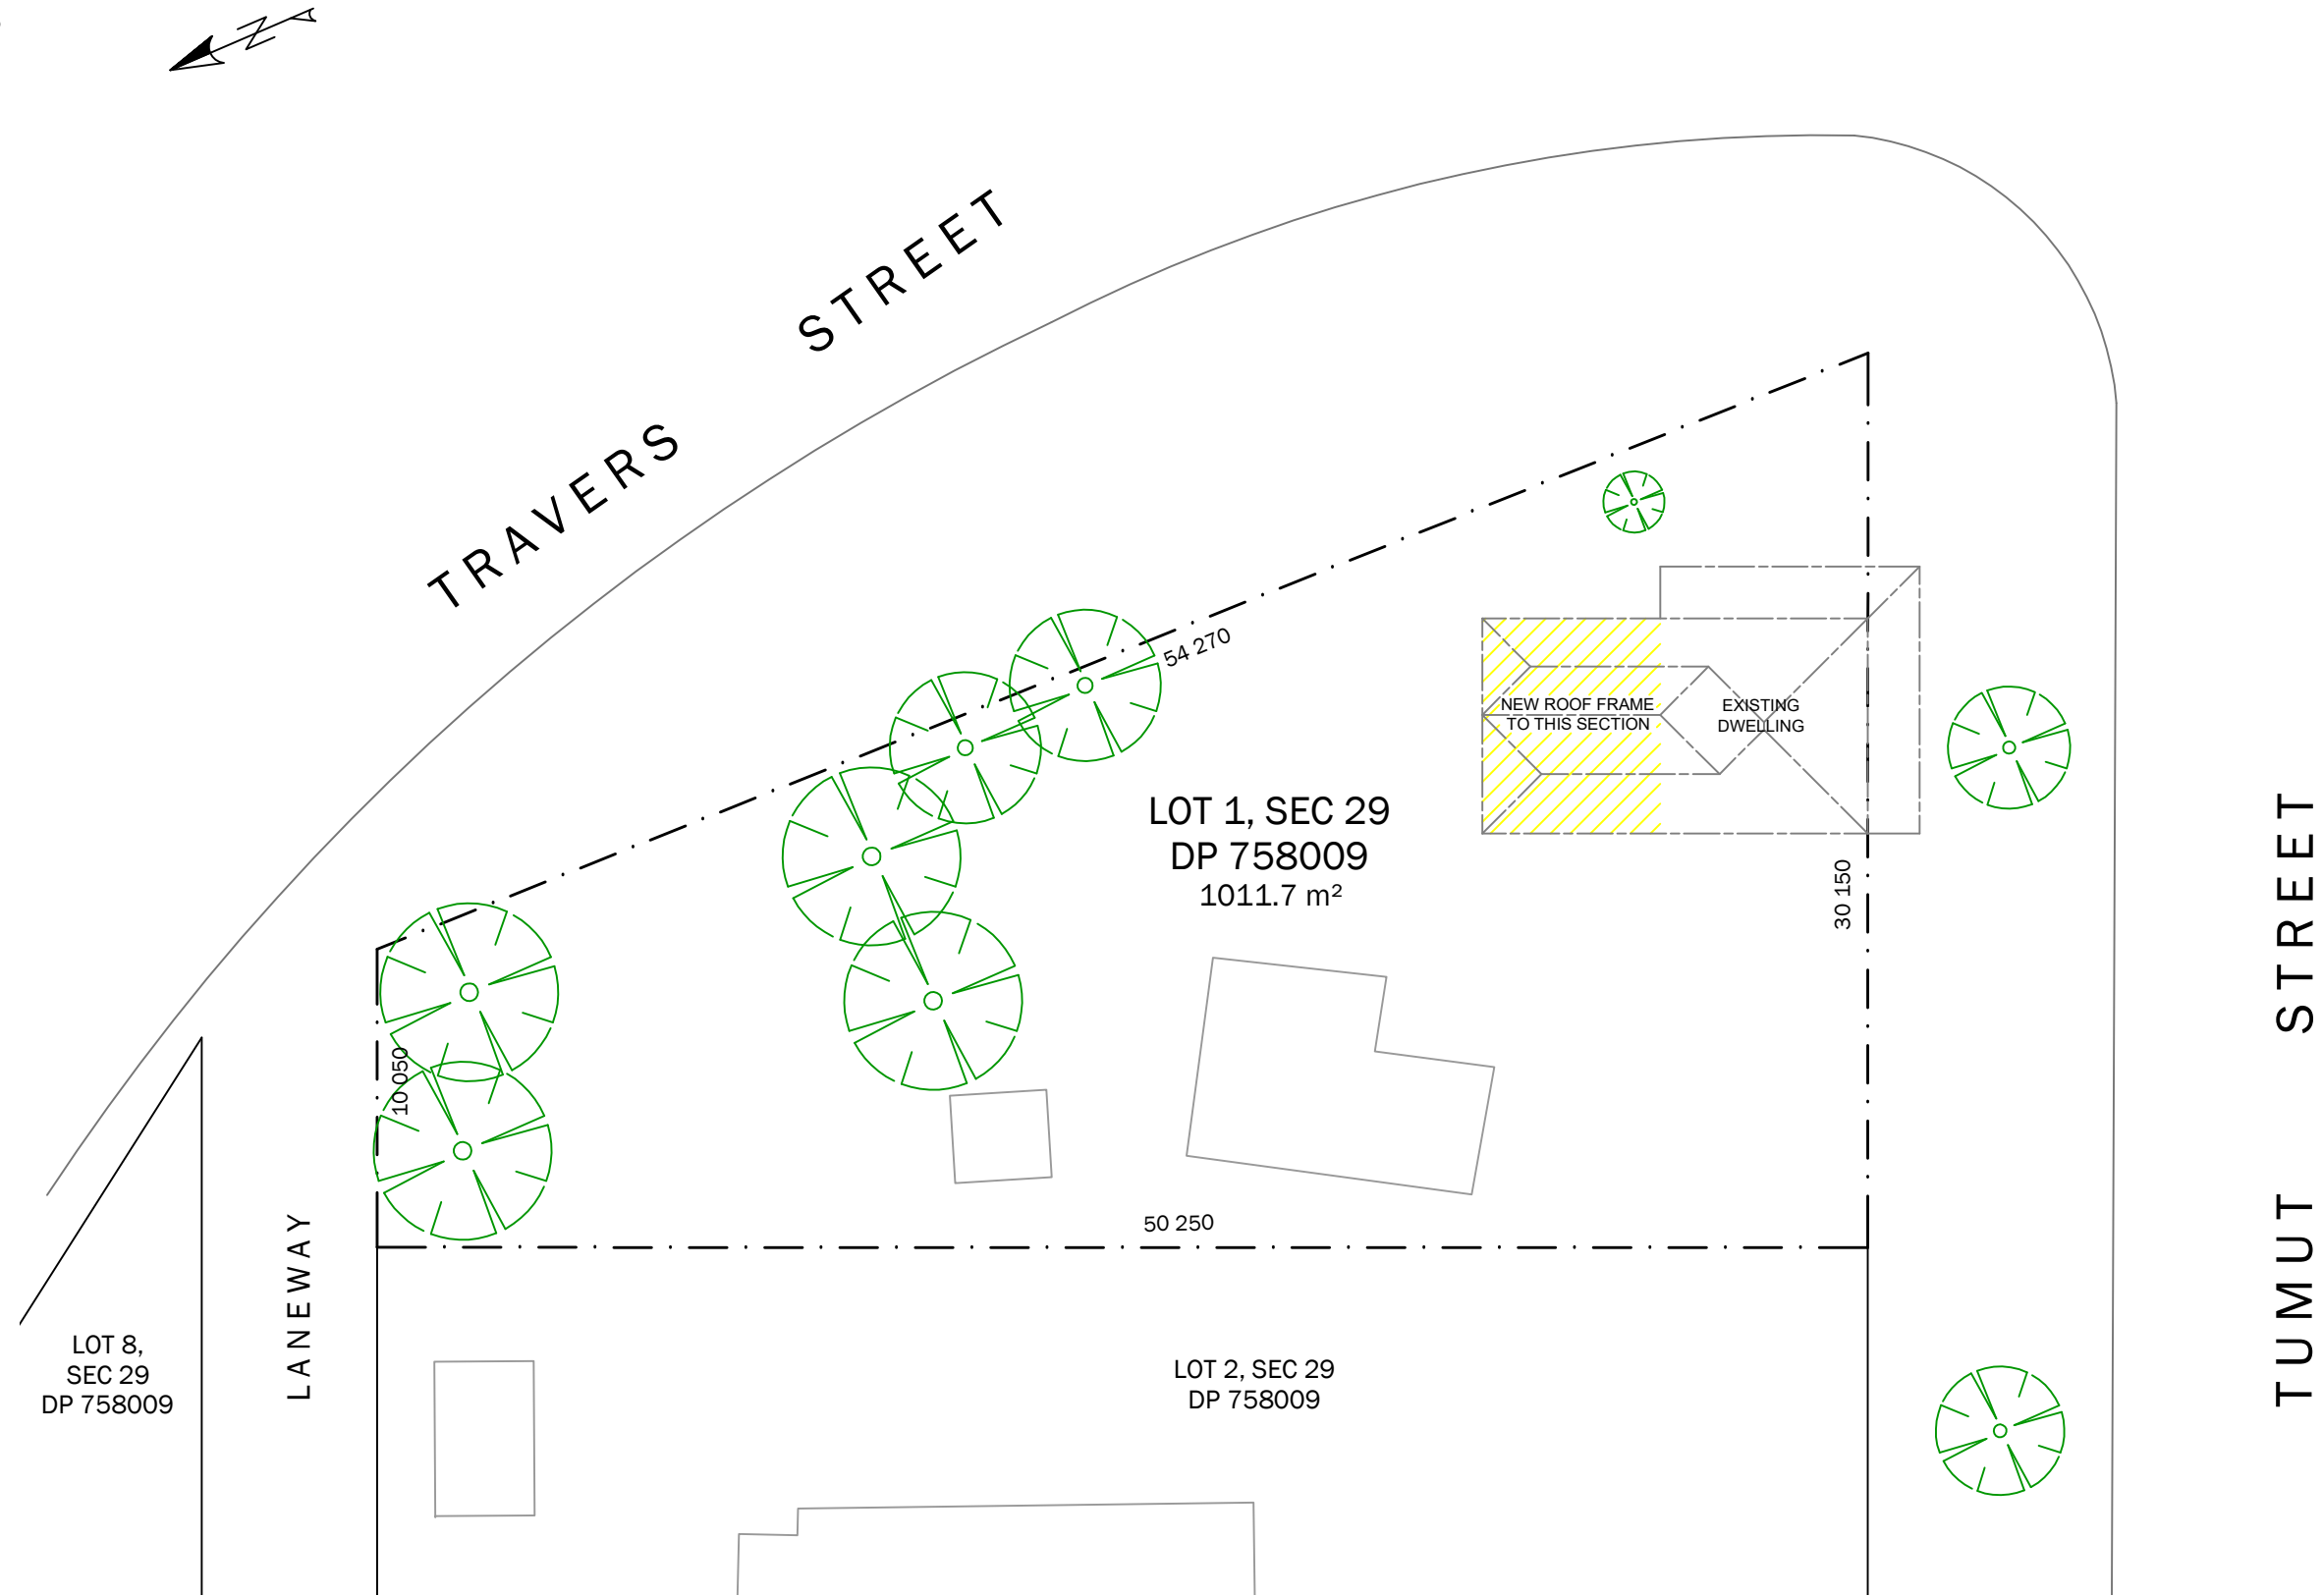 N
TRAVERS STREET
54 270
NEW ROOF FRAME
TO THIS SECTION
EXISTING
DWELLING
LOT 1, SEC 29
DP 758009
1011.7 m²
30 150
10 050
50 250
LANEWAY
TUMUT STREET
LOT 8,
SEC 29
DP 758009
LOT 2, SEC 29
DP 758009